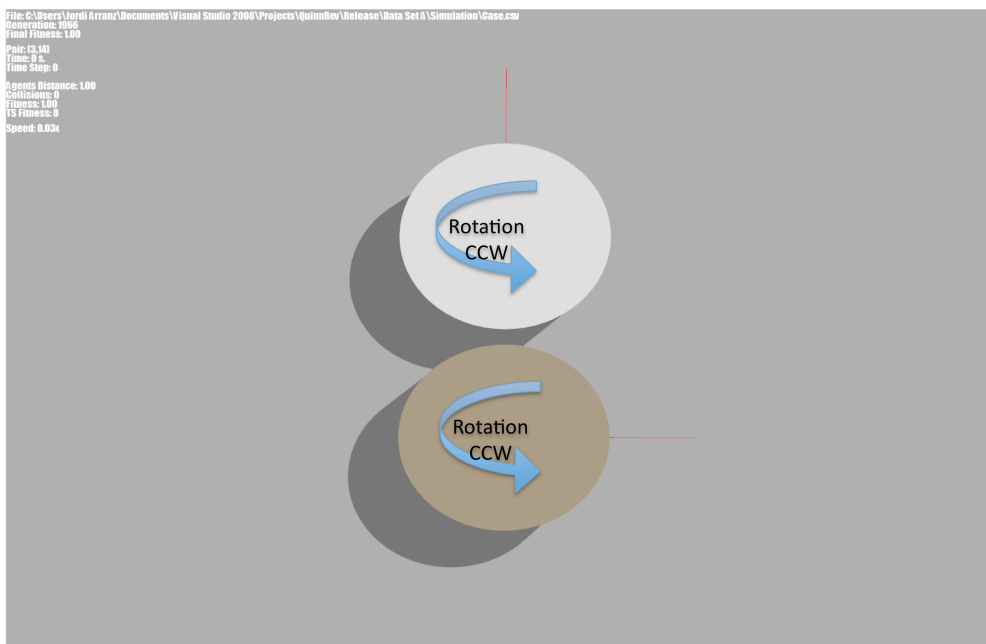 File: C:\Users\Jordi Arranz\Documents\Visual Studio 2008\Projects\QuinnRev\Release\Data Set A\Simulation\Case.csv
Generation: 1966
Final Fitness: 1.00
Pair: (3,14)
Time: 0 s.
Time Step: 0
Agents Distance: 1.00
Collisions: 0
Fitness: 1.00
TS Fitness: 0
Speed: 0.03x
Rotation
CCW
Rotation
CCW